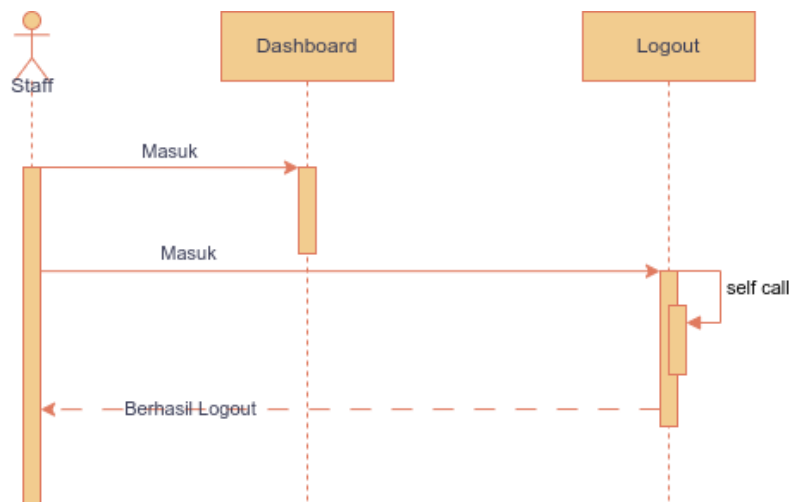 Staff
Dashboard
Logout
Masuk
Masuk
self call
Berhasil Logout